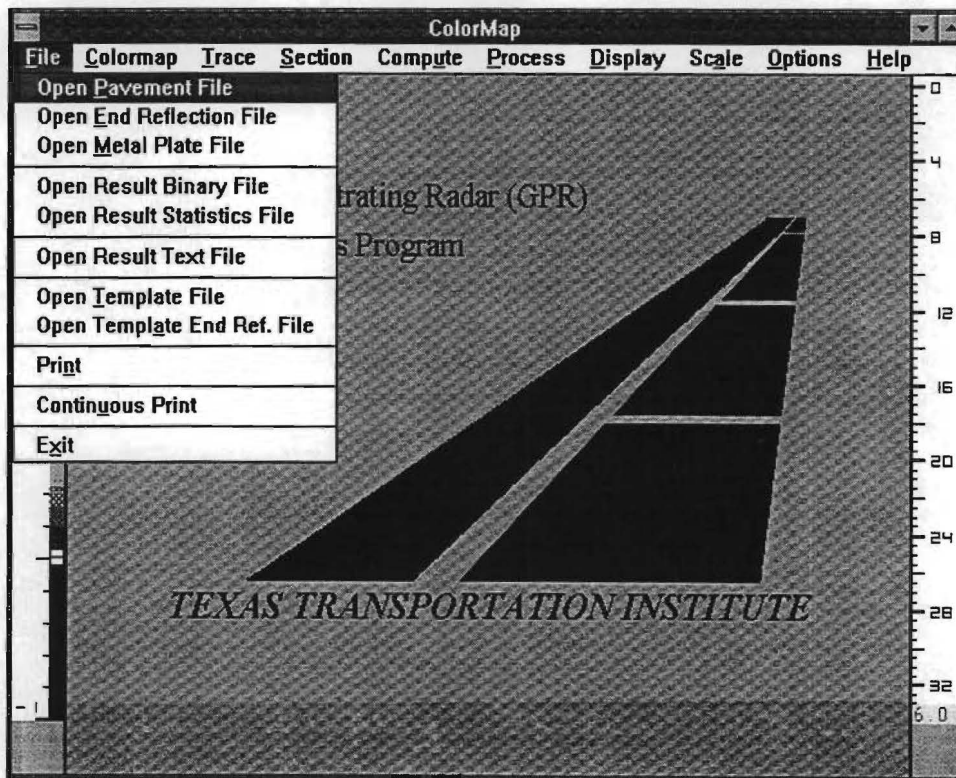 ColorMap
File Colormap Trace Section Compute Process Display Scale Options Help
Open Pavement File
Open End Reflection File
Open Metal Plate File
Open Result Binary File
Open Result Statistics File
Open Result Text File
Open Template File
Open Template End Ref. File
Print
Continuous Print
Exit
trating Radar (GPR)
s Program
TEXAS TRANSPORTATION INSTITUTE
0
4
8
12
16
20
24
28
32
6.0
-1